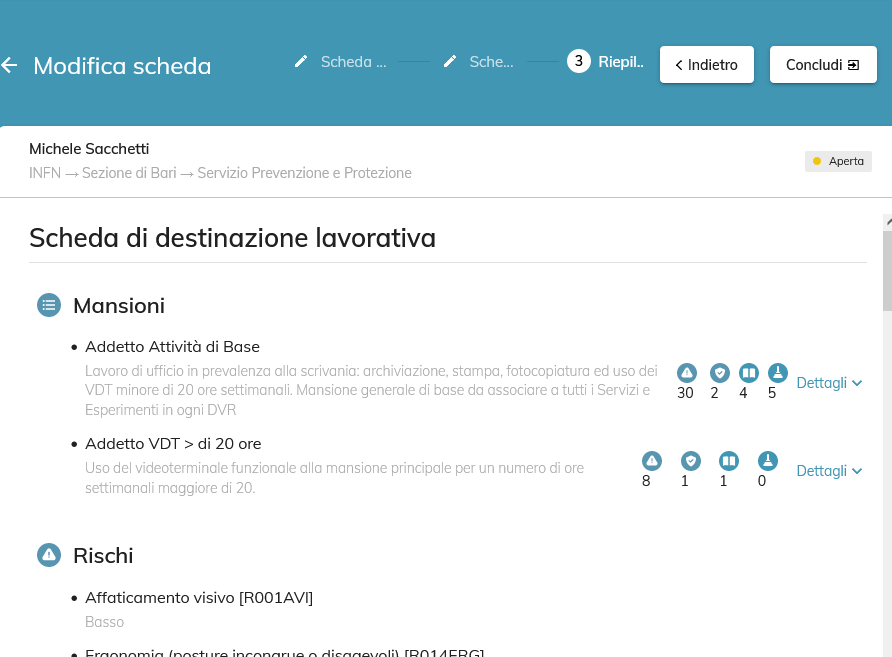 Modifica scheda
Scheda ...
Sche...
3 Riepil..
Indietro
Concludi
Michele Sacchetti
INFN → Sezione di Bari → Servizio Prevenzione e Protezione
Aperta
Scheda di destinazione lavorativa
Mansioni
• Addetto Attività di Base
Lavoro di ufficio in prevalenza alla scrivania: archiviazione, stampa, fotocopiatura ed uso dei
VDT minore di 20 ore settimanali. Mansione generale di base da associare a tutti i Servizi e
Esperimenti in ogni DVR
30 2 4 5
Dettagli
• Addetto VDT > di 20 ore
Uso del videoterminale funzionale alla mansione principale per un numero di ore
settimanali maggiore di 20.
8 1 1 0
Dettagli
Rischi
• Affaticamento visivo [R001AVI]
Basso
• Ergonomia (posture incongrue o disagevoli) [R014ERG]